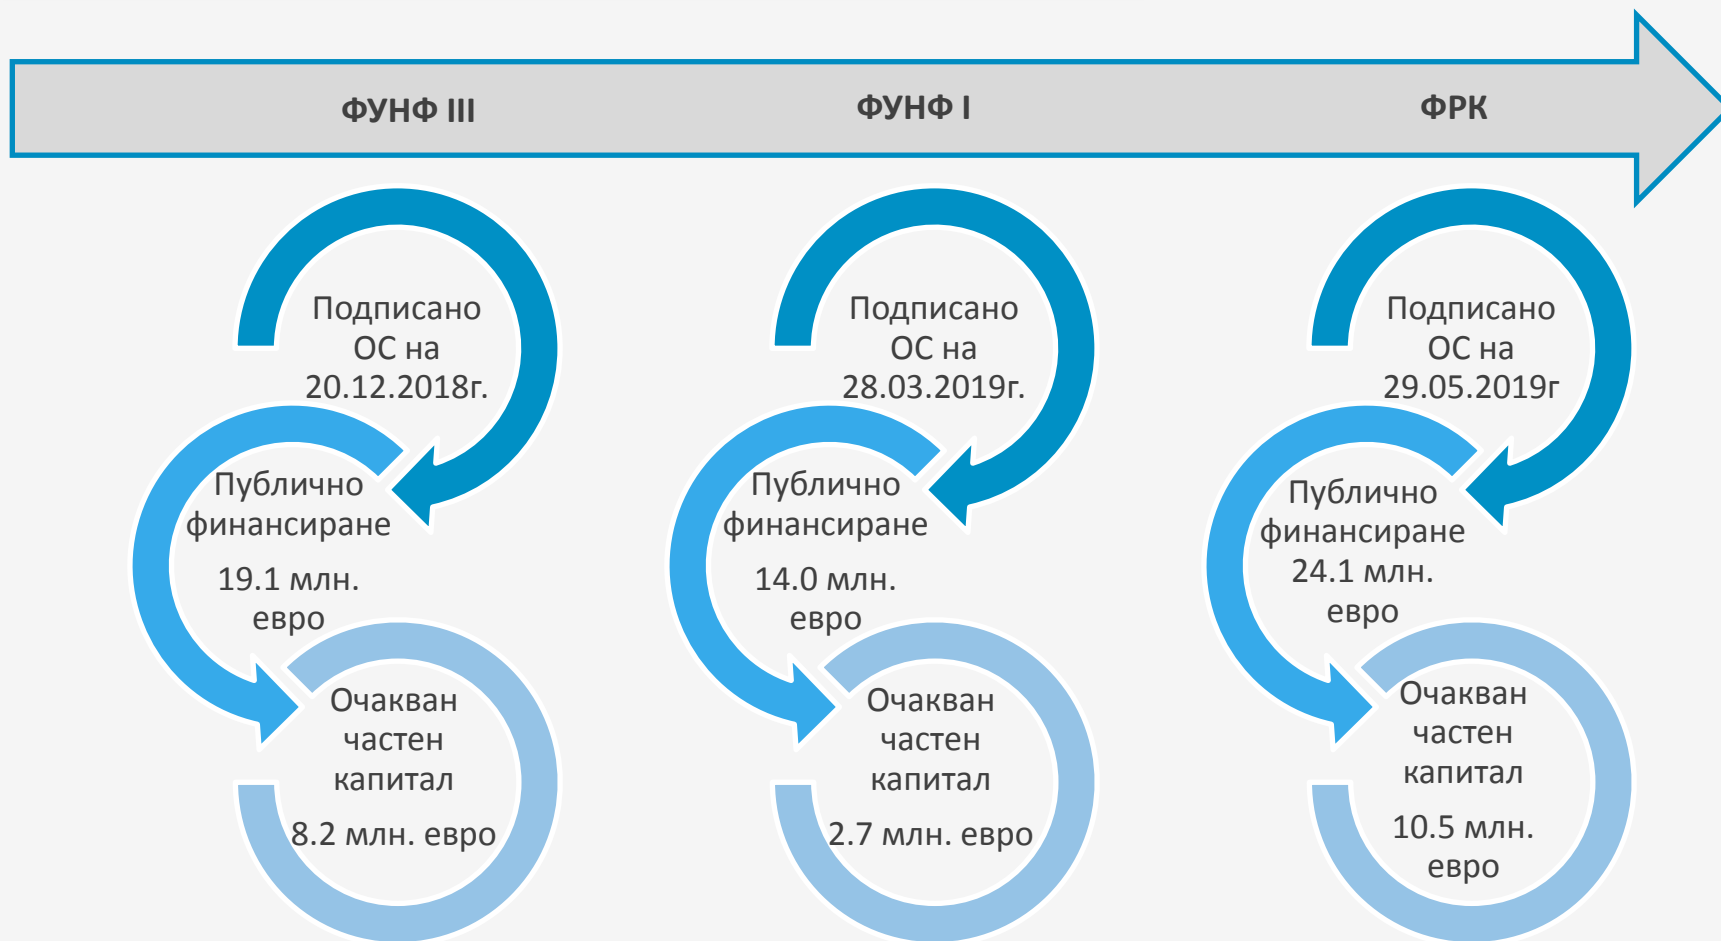 ФУНФ III
ФУНФ I
ФРК
Подписано
ОС на
20.12.2018г.
Публично
финансиране
19.1 млн.
евро
Очакван
частен
капитал
8.2 млн. евро
Подписано
ОС на
28.03.2019г.
Публично
финансиране
14.0 млн.
евро
Очакван
частен
капитал
2.7 млн. евро
Подписано
ОС на
29.05.2019г
Публично
финансиране
24.1 млн.
евро
Очакван
частен
капитал
10.5 млн.
евро